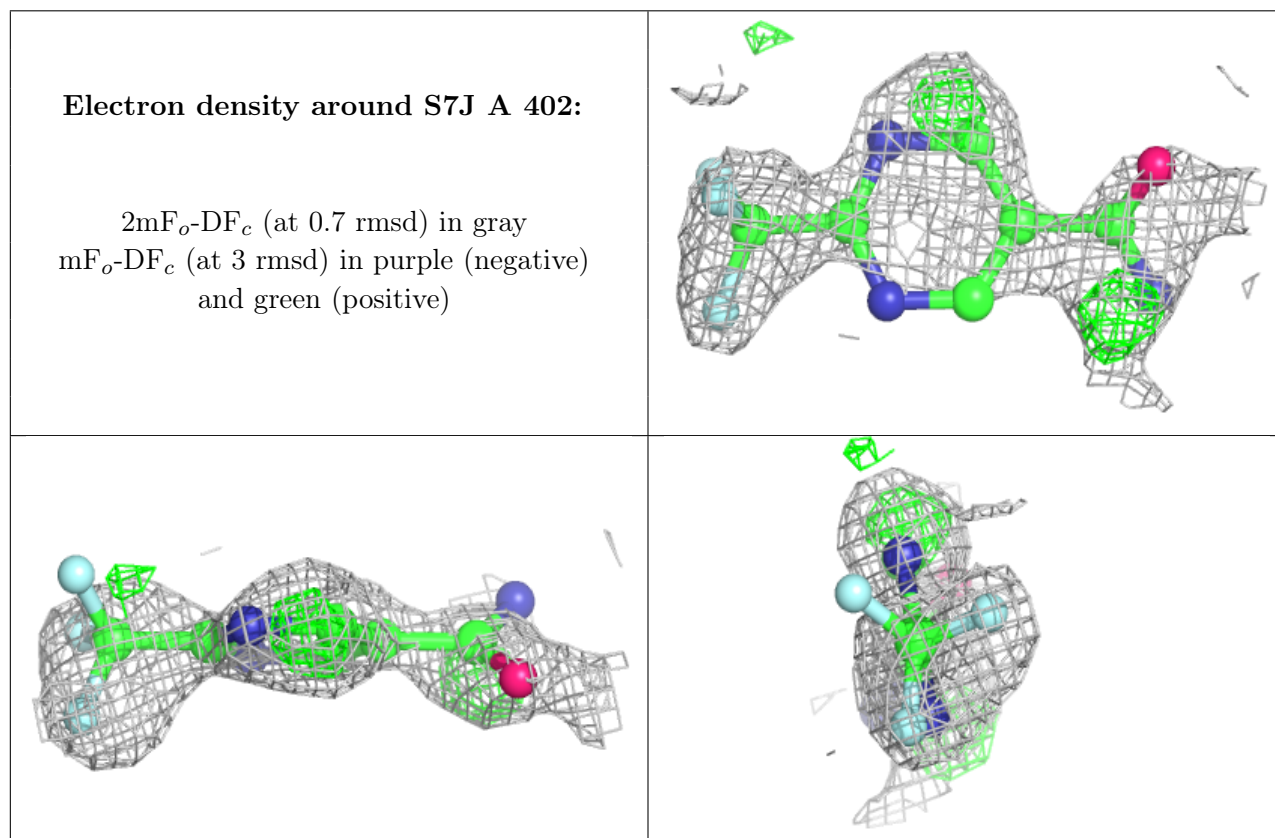 Electron density around S7J A 402:
2mFₒ-DF𝑐 (at 0.7 rmsd) in gray
mFₒ-DF𝑐 (at 3 rmsd) in purple (negative)
and green (positive)